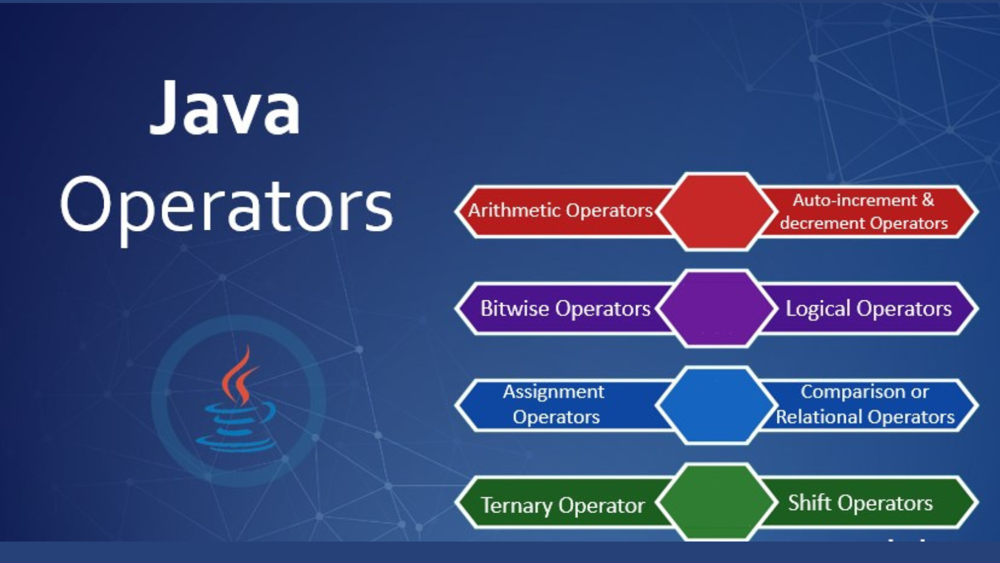 Java
Operators
Arithmetic Operators
Auto-increment &
decrement Operators
Bitwise Operators
Logical Operators
Assignment
Operators
Comparison or
Relational Operators
Ternary Operator
Shift Operators